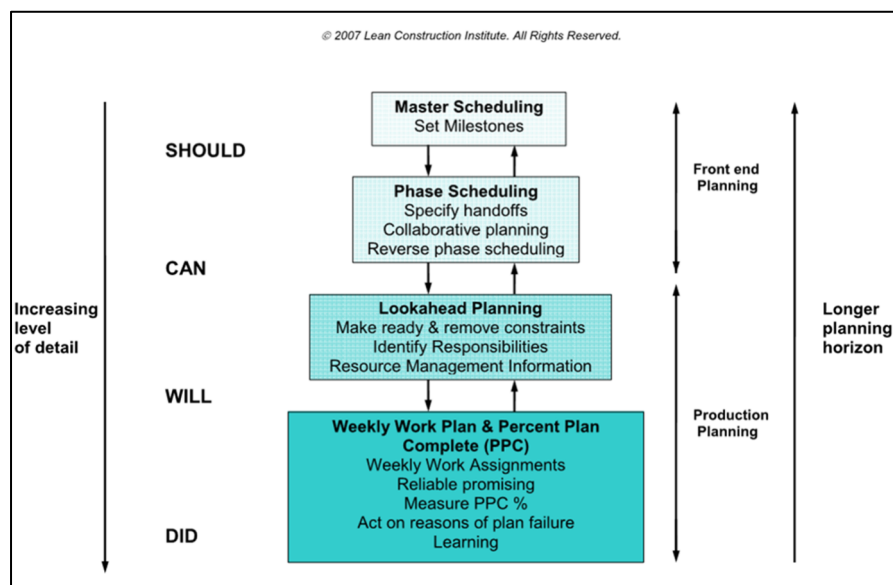 © 2007 Lean Construction Institute. All Rights Reserved.
Master Scheduling
Set Milestones
SHOULD
Front end
Planning
Phase Scheduling
Specify handoffs
Collaborative planning
Reverse phase scheduling
CAN
Increasing
level
of detail
Lookahead Planning
Make ready & remove constraints
Identify Responsibilities
Resource Management Information
Longer
planning
horizon
WILL
Production
Planning
Weekly Work Plan & Percent Plan
Complete (PPC)
Weekly Work Assignments
Reliable promising
Measure PPC %
Act on reasons of plan failure
Learning
DID